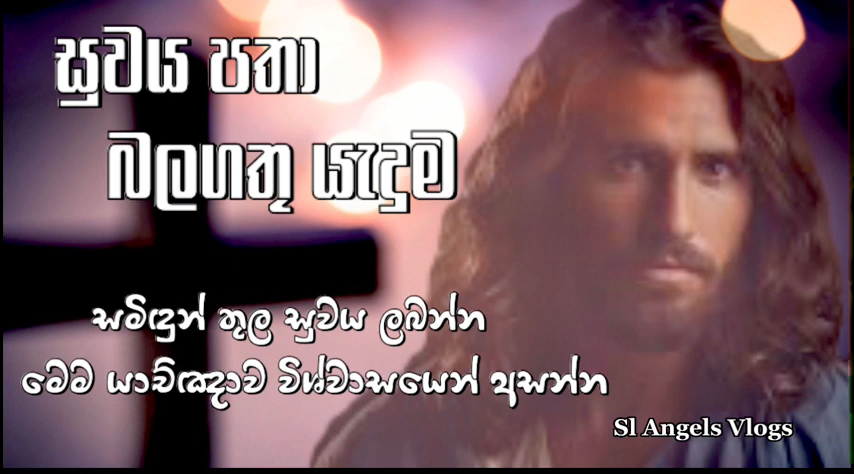 සුවය පතා
බලගතු යැදුම
සමිඳුන් තුල සුවය ලබන්න
මෙම යාච්ඤාව විශ්වාසයෙන් අසන්න
Sl Angels Vlogs